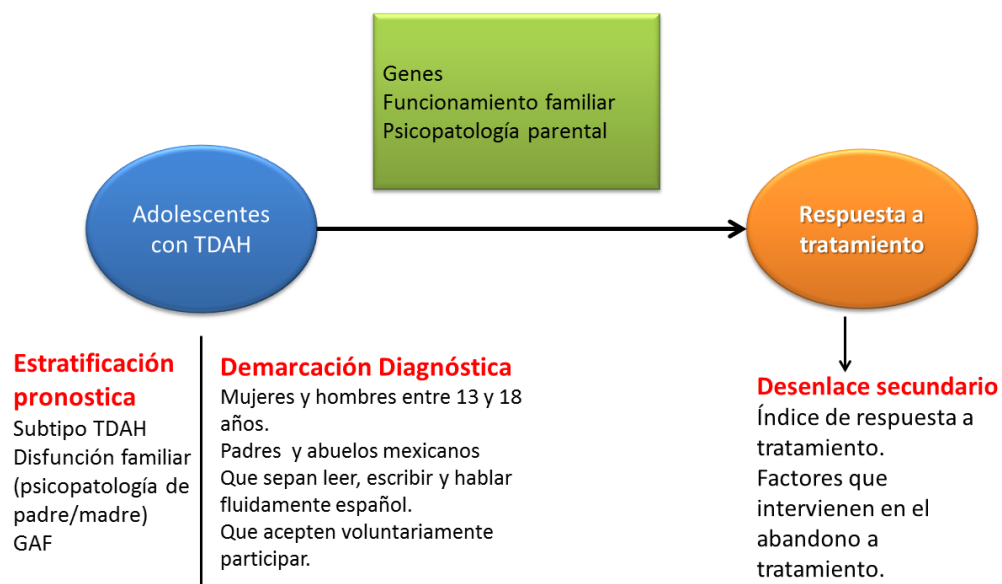 Genes
Funcionamiento familiar
Psicopatología parental
Adolescentes
con TDAH
Respuesta a
tratamiento
Estratificación
pronostica
Subtipo TDAH
Disfunción familiar
(psicopatología de
padre/madre)
GAF
Demarcación Diagnóstica
Mujeres y hombres entre 13 y 18
años.
Padres y abuelos mexicanos
Que sepan leer, escribir y hablar
fluidamente español.
Que acepten voluntariamente
participar.
Desenlace secundario
Índice de respuesta a
tratamiento.
Factores que
intervienen en el
abandono a
tratamiento.